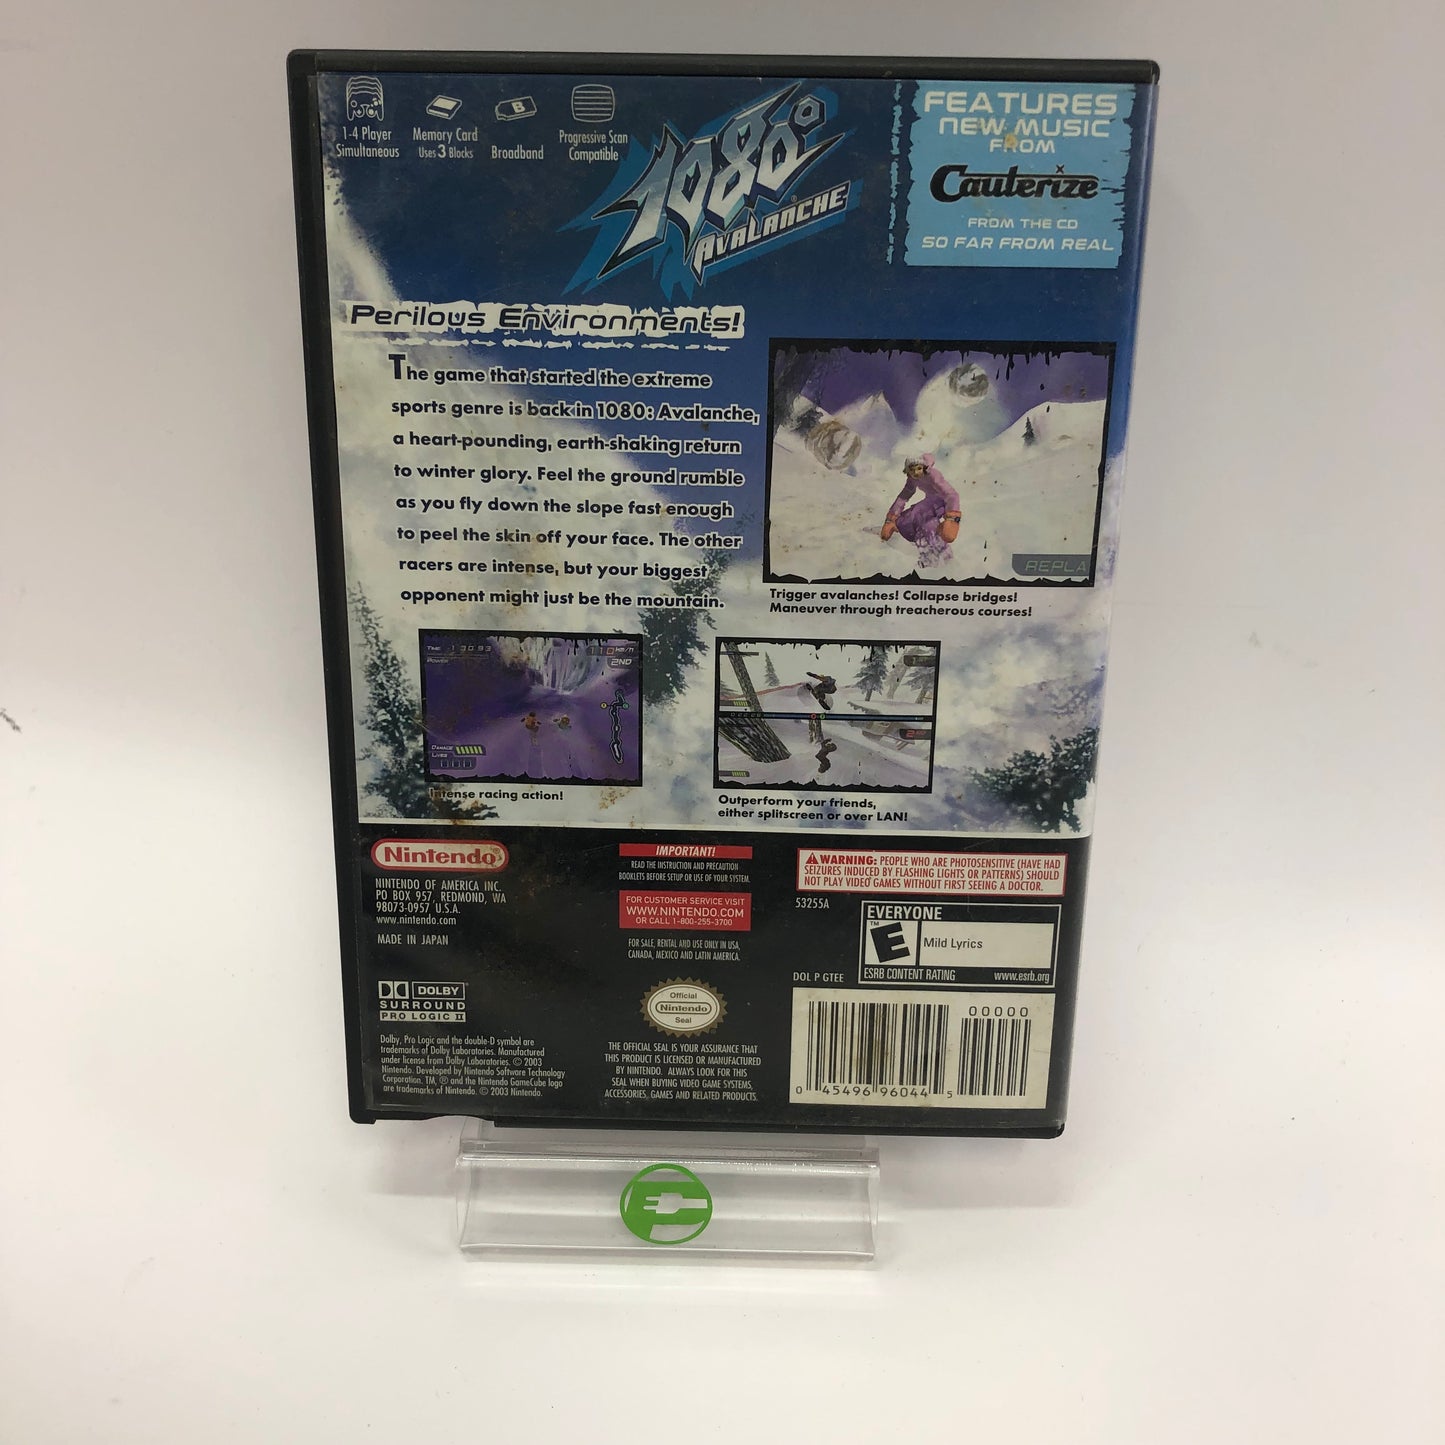 1-4 Player
Simultaneous
Memory Card
Uses 3 Blocks
B
Broadband
Progressive Scan
Compatible
1080°
AVALANCHE
FEATURES
NEW MUSIC
FROM
Cauterize
FROM THE CD
SO FAR FROM REAL
Perilous Environments!
The game that started the extreme
sports genre is back in 1080: Avalanche,
a heart-pounding, earth-shaking return
to winter glory. Feel the ground rumble
as you fly down the slope fast enough
to peel the skin off your face. The other
racers are intense, but your biggest
opponent might just be the mountain.
REPLA
Trigger avalanches! Collapse bridges!
Maneuver through treacherous courses!
TIME
POWER
110 km/h
2ND
DAMAGE
LIVES
Intense racing action!
Outperform your friends,
either splitscreen or over LAN!
Nintendo®
NINTENDO OF AMERICA INC.
PO BOX 957, REDMOND, WA
98073-0957, U.S.A.
www.nintendo.com
MADE IN JAPAN
IMPORTANT!
READ THE INSTRUCTION AND PRECAUTION
BOOKLETS BEFORE SETUP OR USE OF YOUR SYSTEM.
FOR CUSTOMER SERVICE VISIT
WWW.NINTENDO.COM
OR CALL 1-800-255-3700
FOR SALE, RENTAL AND USE ONLY IN USA,
CANADA, MEXICO AND LATIN AMERICA.
WARNING: PEOPLE WHO ARE PHOTOSENSITIVE (HAVE HAD
SEIZURES INDUCED BY FLASHING LIGHTS OR PATTERNS) SHOULD
NOT PLAY VIDEO GAMES WITHOUT FIRST SEEING A DOCTOR.
53255A
EVERYONE
E
™
Mild Lyrics
ESRB CONTENT RATING www.esrb.org
DOL P GTEE
DOLBY®
SURROUND
PRO LOGIC II
Dolby, Pro Logic and the double-D symbol are
trademarks of Dolby Laboratories. Manufactured
under license from Dolby Laboratories. © 2003
Nintendo. Developed by Nintendo Software Technology
Corporation. TM, ® and the Nintendo GameCube logo
are trademarks of Nintendo. © 2003 Nintendo.
Official
Nintendo
Seal
THE OFFICIAL SEAL IS YOUR ASSURANCE THAT
THIS PRODUCT IS LICENSED OR MANUFACTURED
BY NINTENDO. ALWAYS LOOK FOR THIS
SEAL WHEN BUYING VIDEO GAME SYSTEMS,
ACCESSORIES, GAMES AND RELATED PRODUCTS.
00000
0 45496 96044 5